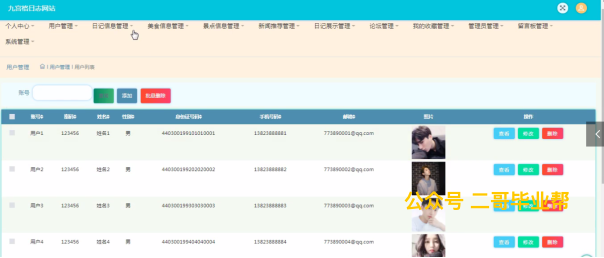 九宫格日志网站
个人中心 用户管理 日记信息管理 美食信息管理 景点信息管理 新闻推荐管理 日记展示管理 论坛管理 我的收藏管理 管理员管理 留言板管理
系统管理
用户管理 用户管理 用户列表
账号 添加 批量删除
账号 密码 姓名 性别 身份证号码 手机号码 邮箱 照片 操作
用户1 123456 姓名1 男 440300199101010001 13823888881 773890001@qq.com 修改 删除
用户2 123456 姓名2 男 440300199202020002 13823888882 773890002@qq.com 修改 删除
用户3 123456 姓名3 男 440300199303030003 13823888883 773890003@qq.com 修改 删除
公众号 二哥毕业帮
用户4 123456 姓名4 男 440300199404040004 13823888884 773890004@qq.com 修改 删除